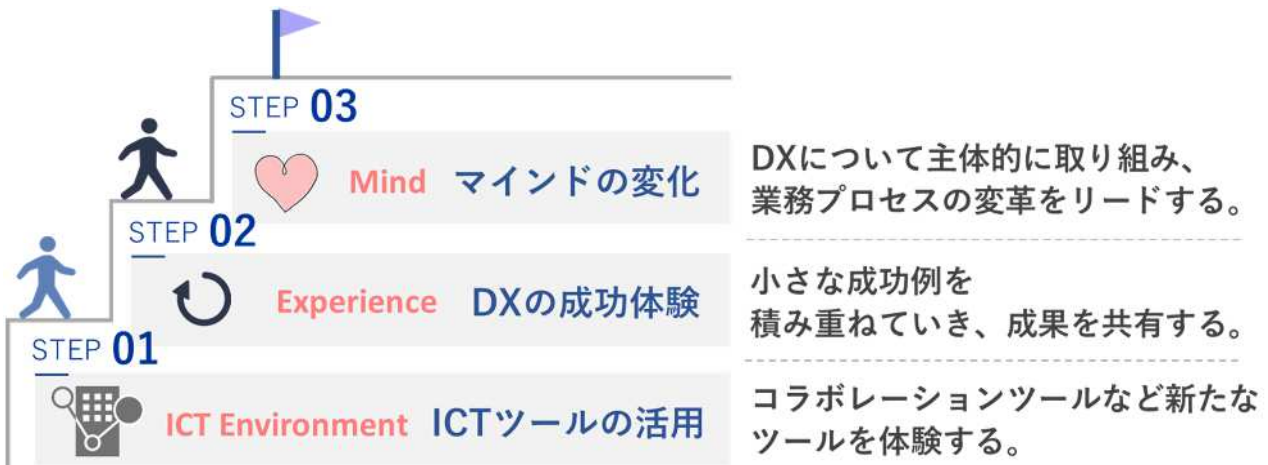 STEP 03
Mind マインドの変化
DXについて主体的に取り組み、
業務プロセスの変革をリードする。
STEP 02
Experience DXの成功体験
小さな成功例を
積み重ねていき、成果を共有する。
STEP 01
ICT Environment ICTツールの活用
コラボレーションツールなど新たな
ツールを体験する。